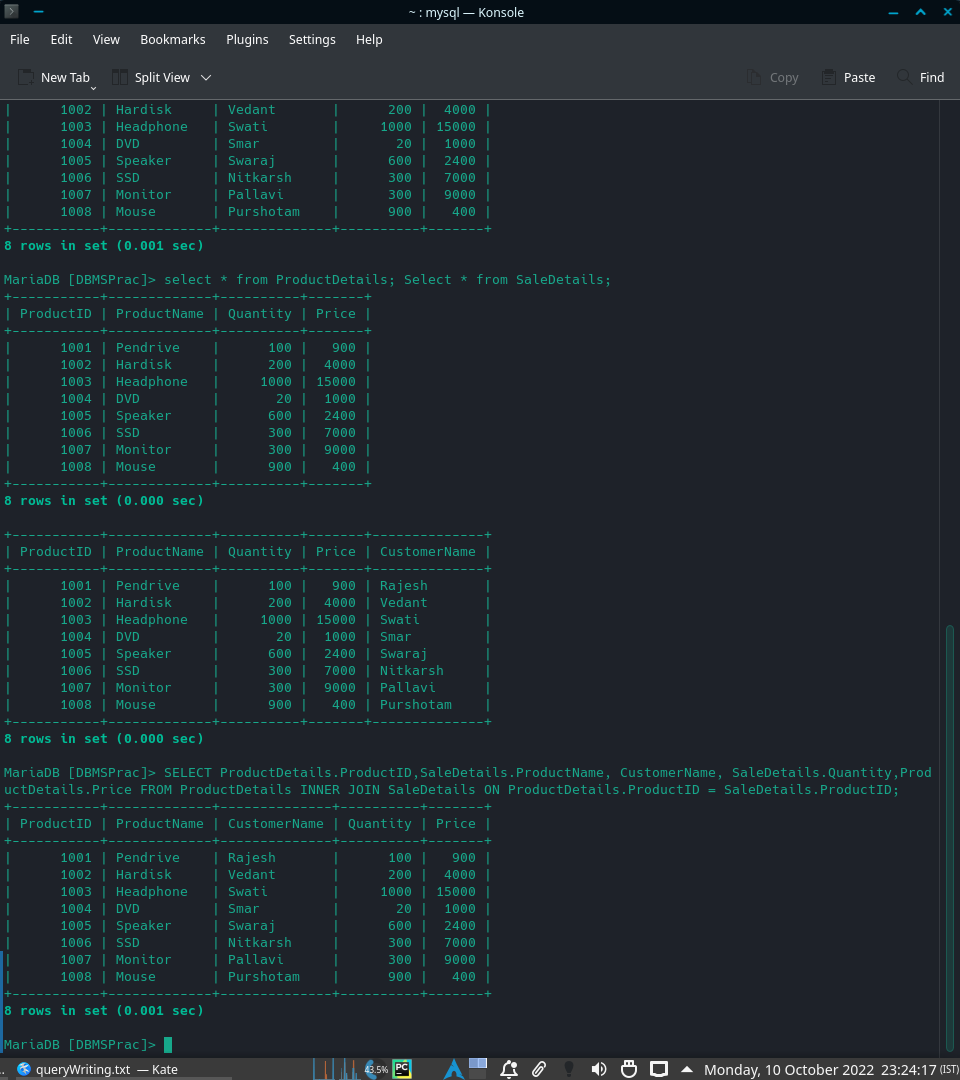 ~ : mysql — Konsole
File Edit View Bookmarks Plugins Settings Help
New Tab Split View Copy Paste Find
|      1002 | Hardisk     | Vedant       |      200 |  4000 |
|      1003 | Headphone   | Swati        |     1000 | 15000 |
|      1004 | DVD         | Smar         |       20 |  1000 |
|      1005 | Speaker     | Swaraj       |      600 |  2400 |
|      1006 | SSD         | Nitkarsh     |      300 |  7000 |
|      1007 | Monitor     | Pallavi      |      300 |  9000 |
|      1008 | Mouse       | Purshotam    |      900 |   400 |
+-----------+-------------+--------------+----------+-------+
8 rows in set (0.001 sec)
MariaDB [DBMSPrac]> select * from ProductDetails; Select * from SaleDetails;
+-----------+-------------+----------+-------+
| ProductID | ProductName | Quantity | Price |
+-----------+-------------+----------+-------+
|      1001 | Pendrive    |      100 |   900 |
|      1002 | Hardisk     |      200 |  4000 |
|      1003 | Headphone   |     1000 | 15000 |
|      1004 | DVD         |       20 |  1000 |
|      1005 | Speaker     |      600 |  2400 |
|      1006 | SSD         |      300 |  7000 |
|      1007 | Monitor     |      300 |  9000 |
|      1008 | Mouse       |      900 |   400 |
+-----------+-------------+----------+-------+
8 rows in set (0.000 sec)
+-----------+-------------+----------+-------+--------------+
| ProductID | ProductName | Quantity | Price | CustomerName |
+-----------+-------------+----------+-------+--------------+
|      1001 | Pendrive    |      100 |   900 | Rajesh       |
|      1002 | Hardisk     |      200 |  4000 | Vedant       |
|      1003 | Headphone   |     1000 | 15000 | Swati        |
|      1004 | DVD         |       20 |  1000 | Smar         |
|      1005 | Speaker     |      600 |  2400 | Swaraj       |
|      1006 | SSD         |      300 |  7000 | Nitkarsh     |
|      1007 | Monitor     |      300 |  9000 | Pallavi      |
|      1008 | Mouse       |      900 |   400 | Purshotam    |
+-----------+-------------+----------+-------+--------------+
8 rows in set (0.000 sec)
MariaDB [DBMSPrac]> SELECT ProductDetails.ProductID,SaleDetails.ProductName, CustomerName, SaleDetails.Quantity,Prod
uctDetails.Price FROM ProductDetails INNER JOIN SaleDetails ON ProductDetails.ProductID = SaleDetails.ProductID;
+-----------+-------------+--------------+----------+-------+
| ProductID | ProductName | CustomerName | Quantity | Price |
+-----------+-------------+--------------+----------+-------+
|      1001 | Pendrive    | Rajesh       |      100 |   900 |
|      1002 | Hardisk     | Vedant       |      200 |  4000 |
|      1003 | Headphone   | Swati        |     1000 | 15000 |
|      1004 | DVD         | Smar         |       20 |  1000 |
|      1005 | Speaker     | Swaraj       |      600 |  2400 |
|      1006 | SSD         | Nitkarsh     |      300 |  7000 |
|      1007 | Monitor     | Pallavi      |      300 |  9000 |
|      1008 | Mouse       | Purshotam    |      900 |   400 |
+-----------+-------------+--------------+----------+-------+
8 rows in set (0.001 sec)
MariaDB [DBMSPrac]>
.. queryWriting.txt — Kate 43.5% PC Monday, 10 October 2022 23:24:17 (IST)